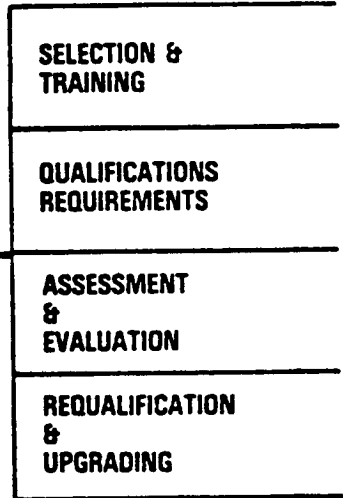 SELECTION &
TRAINING
QUALIFICATIONS
REQUIREMENTS
ASSESSMENT
&
EVALUATION
REQUALIFICATION
&
UPGRADING